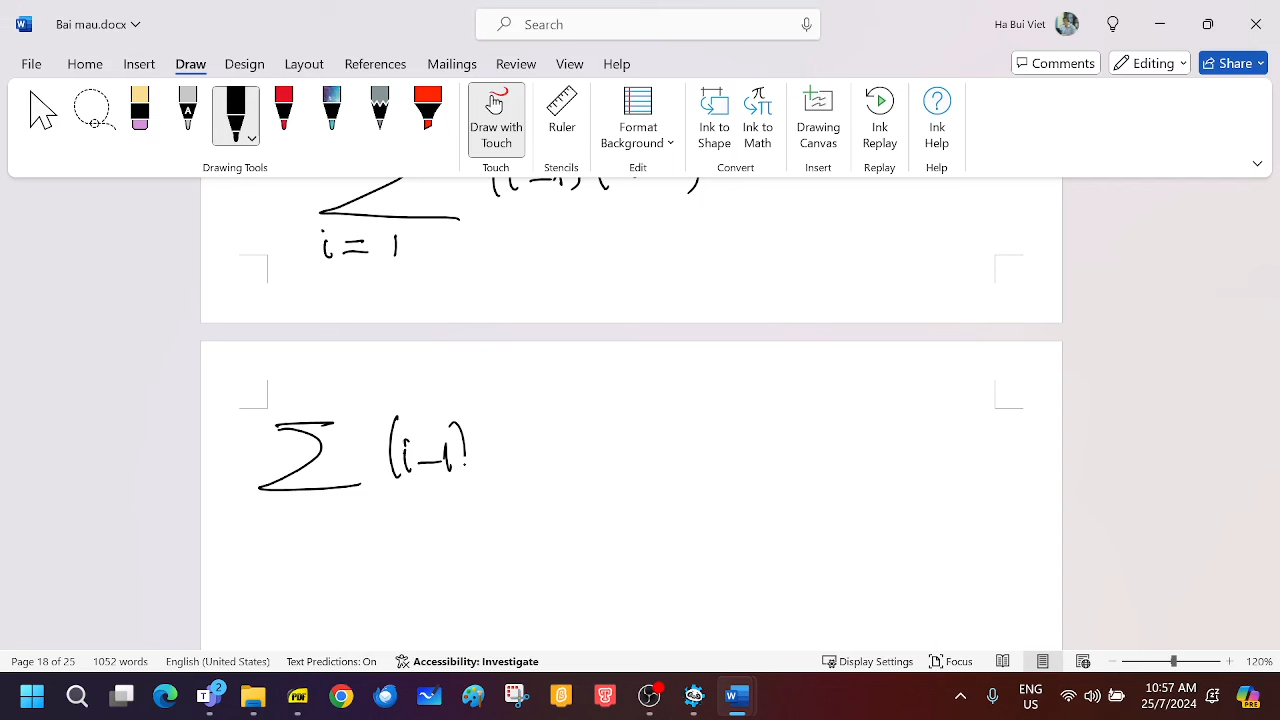 Bai mau.docx
Search
Ha Bui Viet
File Home Insert Draw Design Layout References Mailings Review View Help
Comments Editing Share
Draw with Touch
Ruler
Format Background
Ink to Shape
Ink to Math
Drawing Canvas
Ink Replay
Ink Help
Drawing Tools Touch Stencils Edit Convert Insert Replay Help
i = 1
∑ (i-1)
Page 18 of 25 1052 words English (United States) Text Prediction: On Accessibility: Investigate Display Settings Focus 120%
2
ENG
US
10:57 AM
25/7/2024
PRE